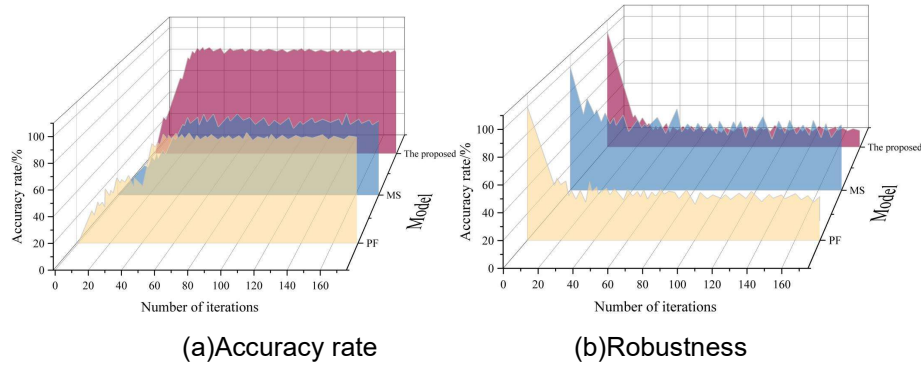 Accuracy rate/%
100
80
60
40
20
0
0 20 40 60 80 100 120 140 160
Number of iterations
The proposed
MS
PF
Model
(a)Accuracy rate
Accuracy rate/%
100
80
60
40
20
0
0 20 40 60 80 100 120 140 160
Number of iterations
The proposed
MS
PF
Model
(b)Robustness